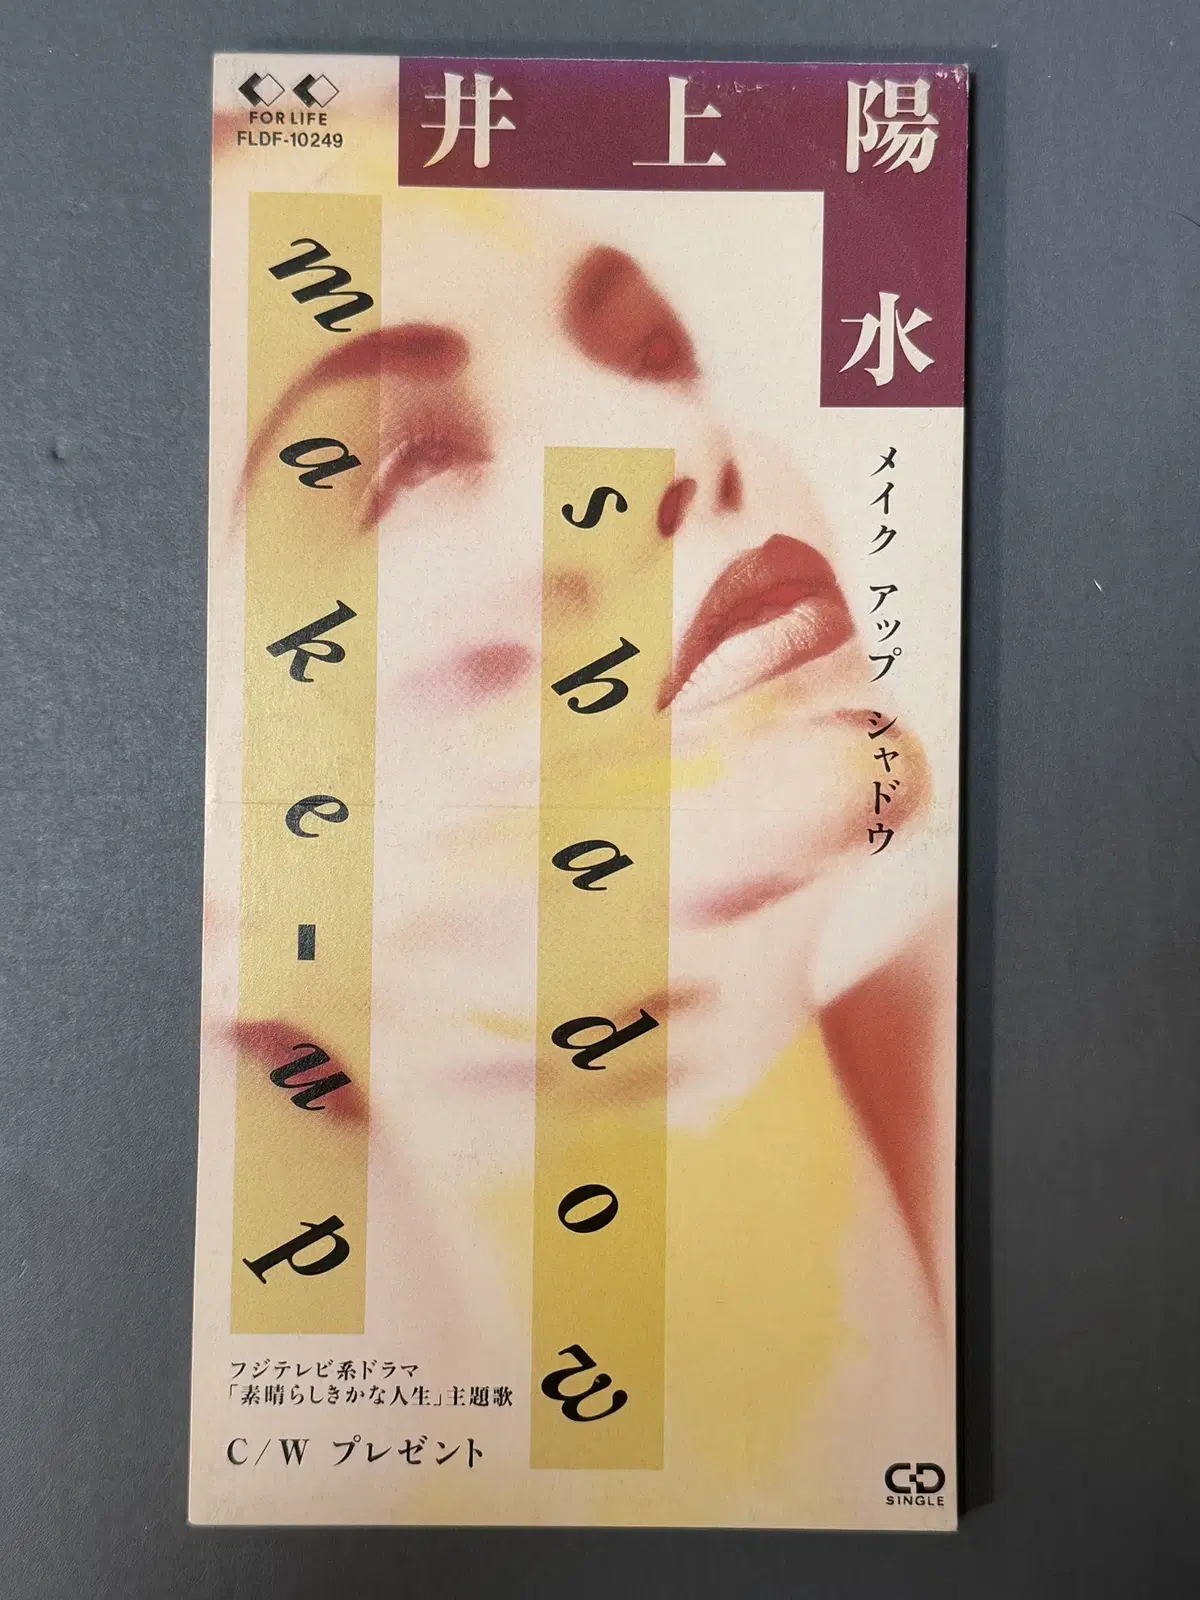 FOR LIFE
FLDF-10249
井上陽水
make-up
shadow
メイク アップ シャドウ
フジテレビ系ドラマ
「素晴らしきかな人生」主題歌
C/W プレゼント
CD
SINGLE